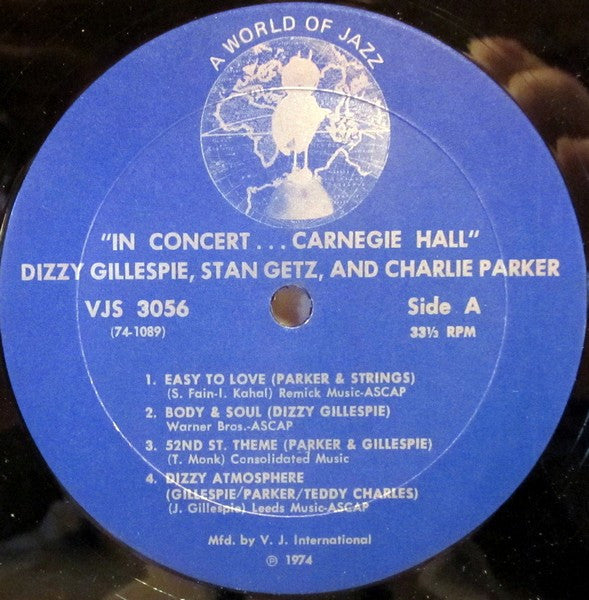 A WORLD OF JAZZ
"IN CONCERT... CARNEGIE HALL"
DIZZY GILLESPIE, STAN GETZ, AND CHARLIE PARKER
VJS 3056 Side A
(74-1089) 33⅓ RPM
1. EASY TO LOVE (PARKER & STRINGS)
(S. Fain-I. Kahal) Remick Music-ASCAP
2. BODY & SOUL (DIZZY GILLESPIE)
Warner Bros.-ASCAP
3. 52ND ST. THEME (PARKER & GILLESPIE)
(T. Monk) Consolidated Music
4. DIZZY ATMOSPHERE
(GILLESPIE/PARKER/TEDDY CHARLES)
(J. Gillespie) Leeds Music-ASCAP
Mfd. by V. J. International
℗ 1974